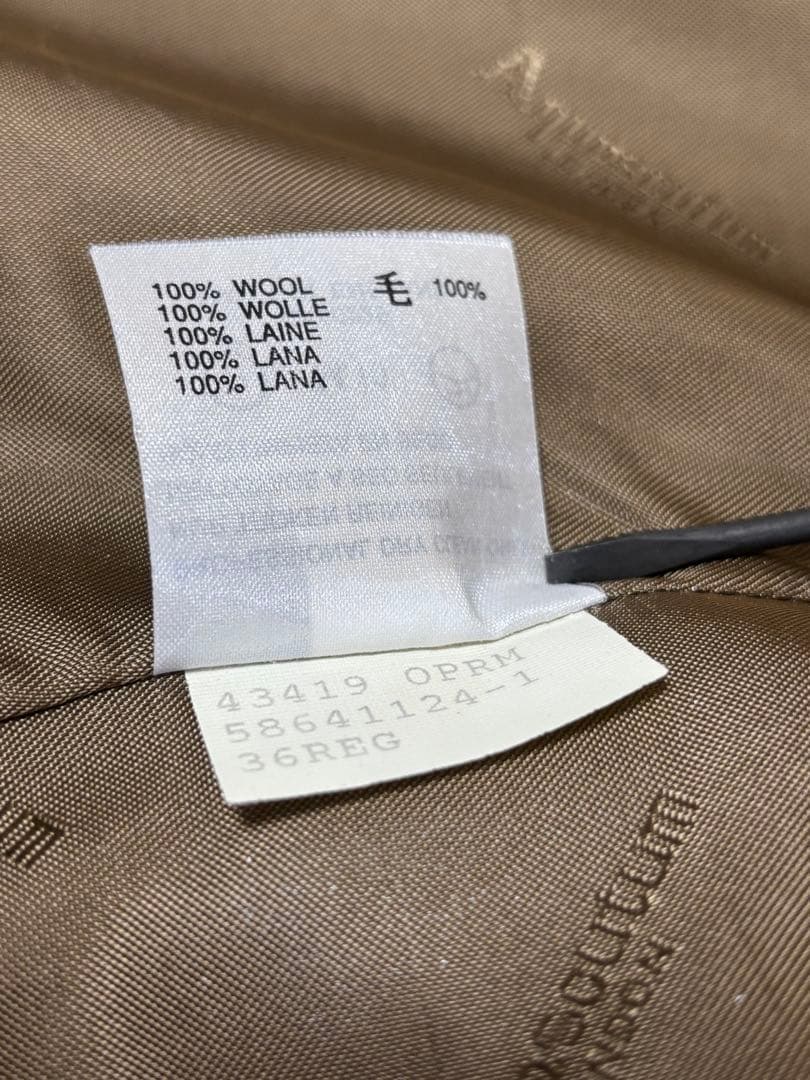 100% WOOL 毛 100%
100% WOLLE
100% LAINE
100% LANA
100% LANA
43419 OPRM
58641124-1
36REG